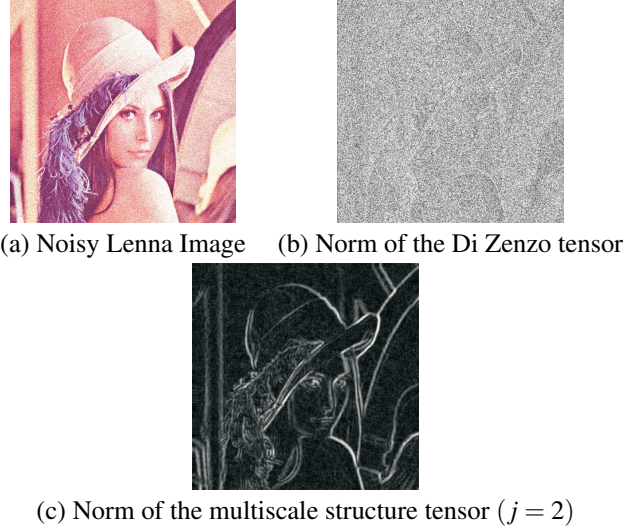 (a) Noisy Lenna Image (b) Norm of the Di Zenzo tensor
(c) Norm of the multiscale structure tensor (j = 2)